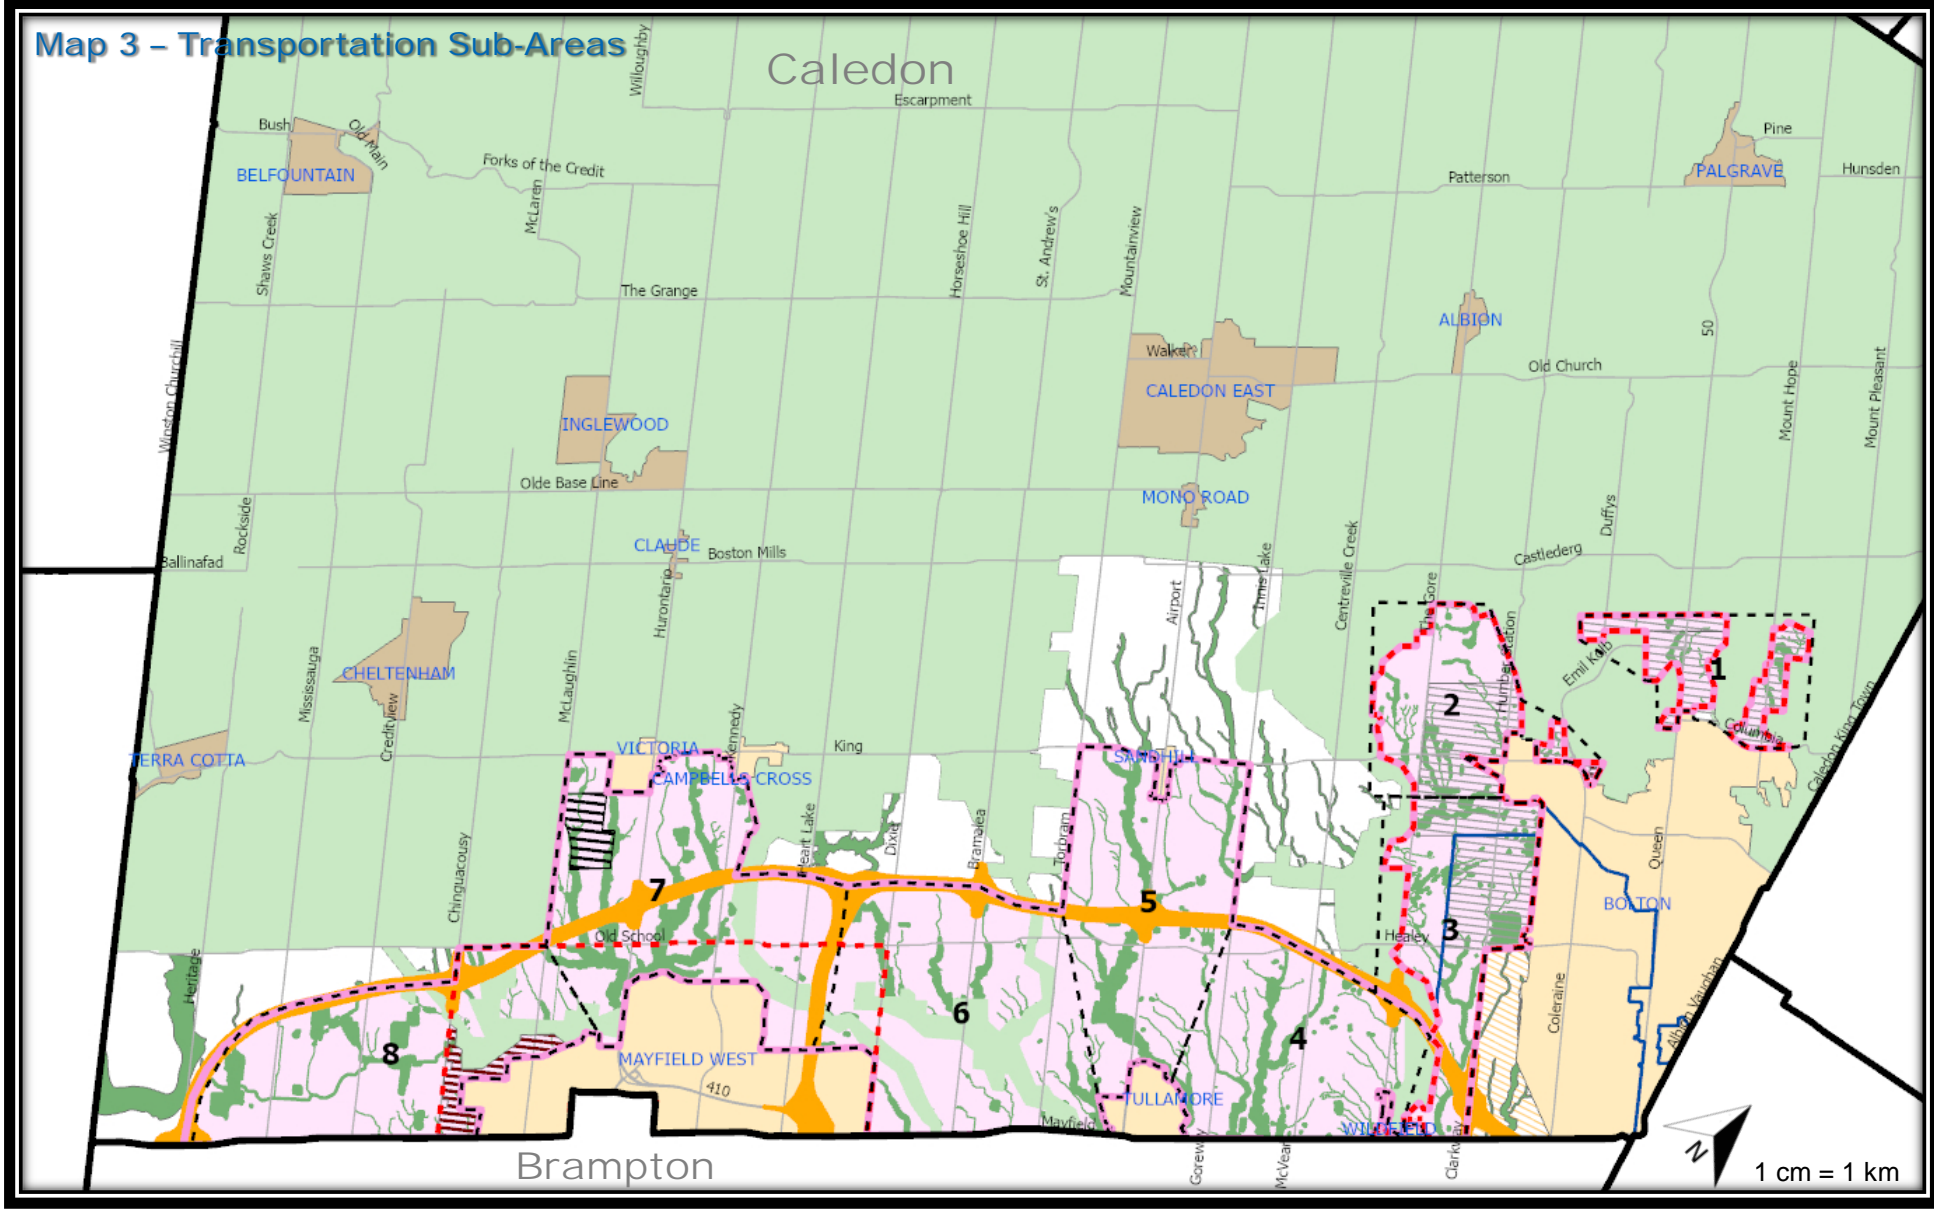 Map 3 – Transportation Sub-Areas
Caledon
Willoughby
Escarpment
Bush
Old Main
BELFOUNTAIN
Forks of the Credit
McLaren
Shaws Creek
Pine
PALGRAVE
Hunsden
Patterson
Horseshoe Hill
St. Andrew's
Mountainview
The Grange
ALBION
50
Winston Churchill
Walker
CALEDON EAST
Old Church
Mount Hope
Mount Pleasant
INGLEWOOD
Olde Base Line
MONO ROAD
Rockside
Duffys
Ballinafad
CLAUDE
Boston Mills
Castlederg
Hurontario
Airport
Innis Lake
Centreville Creek
The Gore
Humber Station
Emil Kolb
1
CHELTENHAM
Mississauga
Creditview
McLaughlin
Kennedy
2
Columbia
Caledon King Town
TERRA COTTA
VICTORIA
King
SANDHILL
CAMPBELLS CROSS
Chinguacousy
Heart Lake
Dixie
Bramalea
Torbram
Queen
7
5
BOLTON
Old School
Healey
3
Heritage
Coleraine
Albion Vaughan
6
4
8
MAYFIELD WEST
410
TULLAMORE
Mayfield
WILDFIELD
Goreway
McVean
Clarkway
Brampton
N
1 cm = 1 km